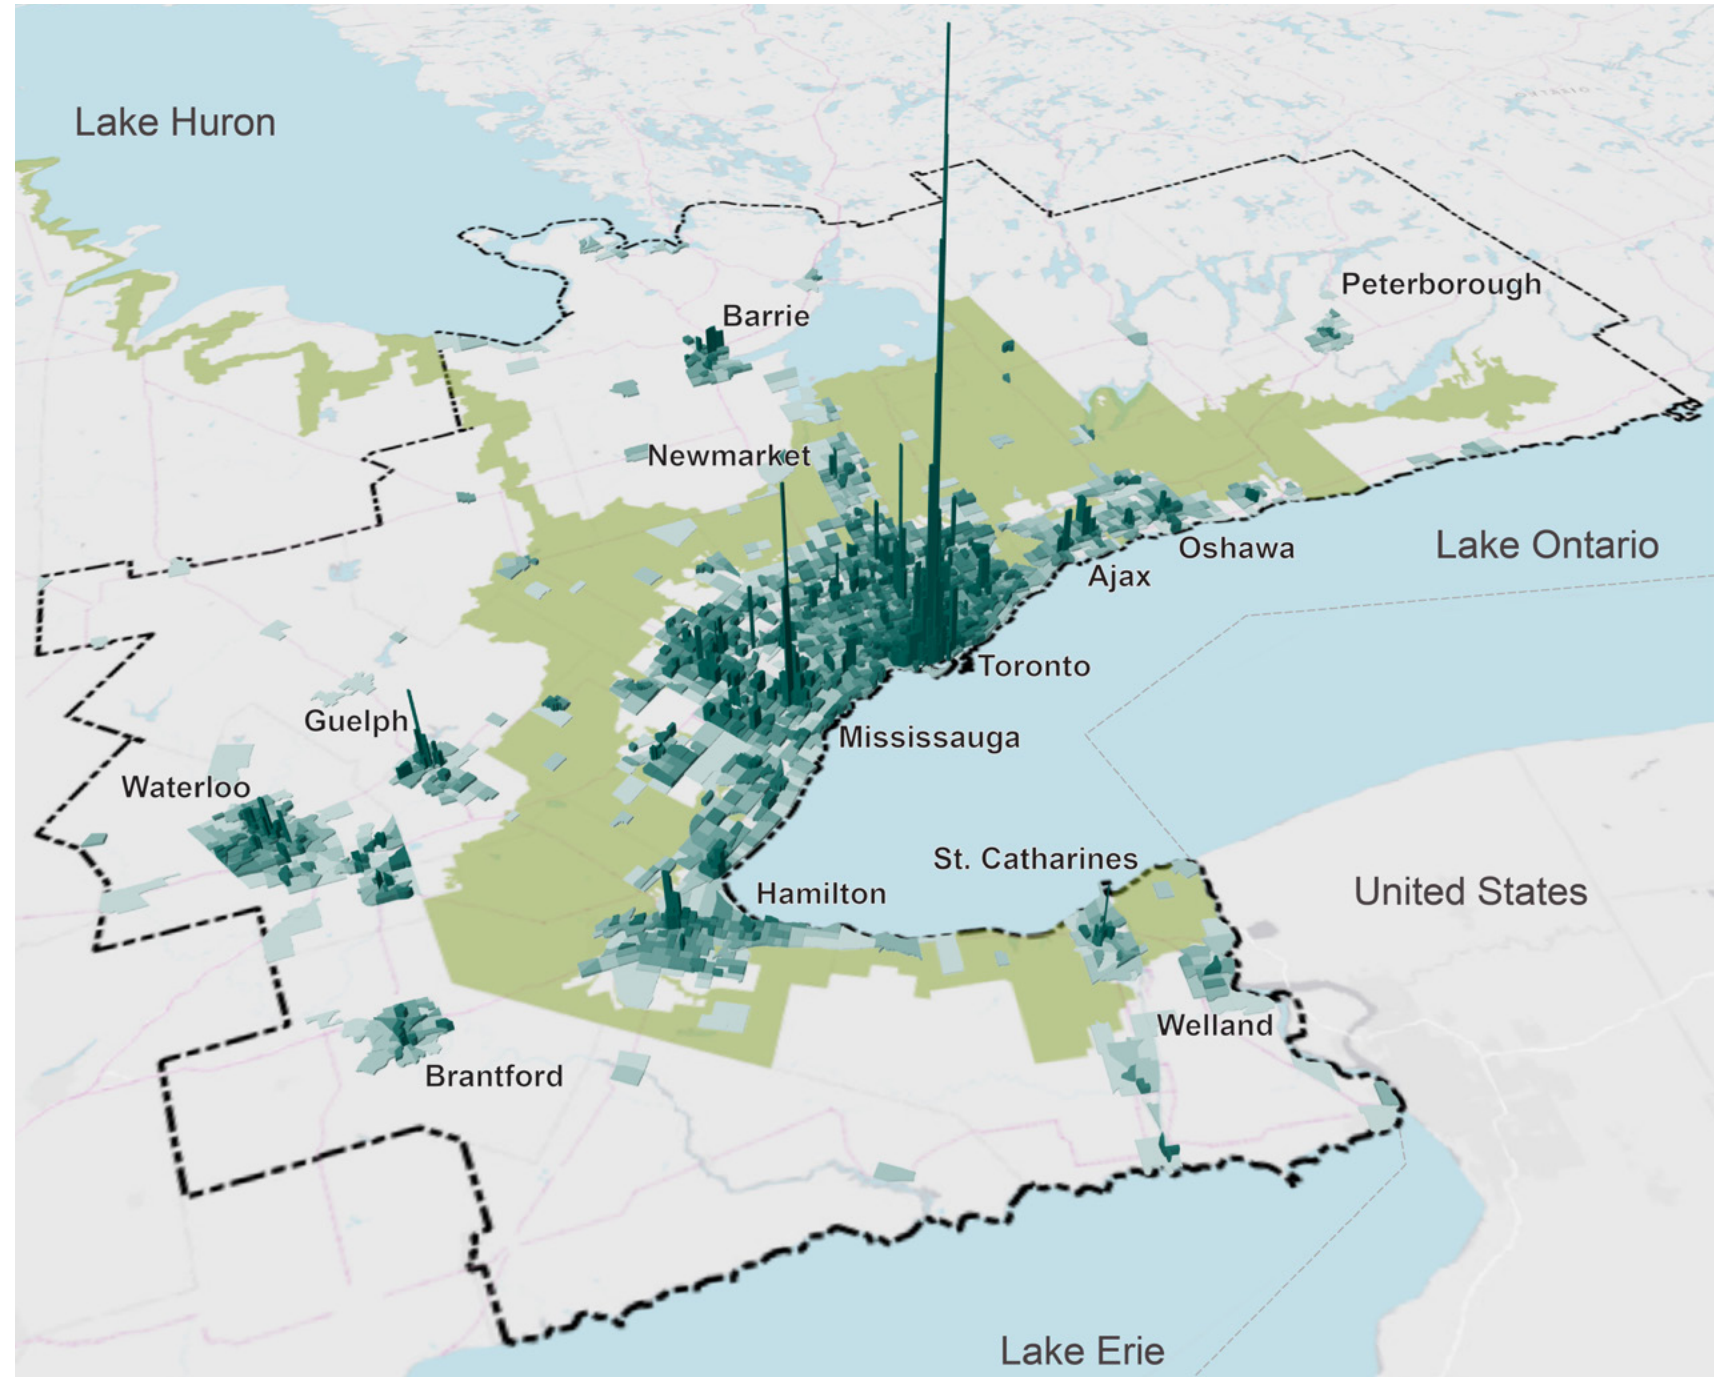 Lake Huron
ONTARIO
Peterborough
Barrie
Newmarket
Oshawa
Lake Ontario
Ajax
Toronto
Guelph
Mississauga
Waterloo
St. Catharines
Hamilton
United States
Welland
Brantford
Lake Erie